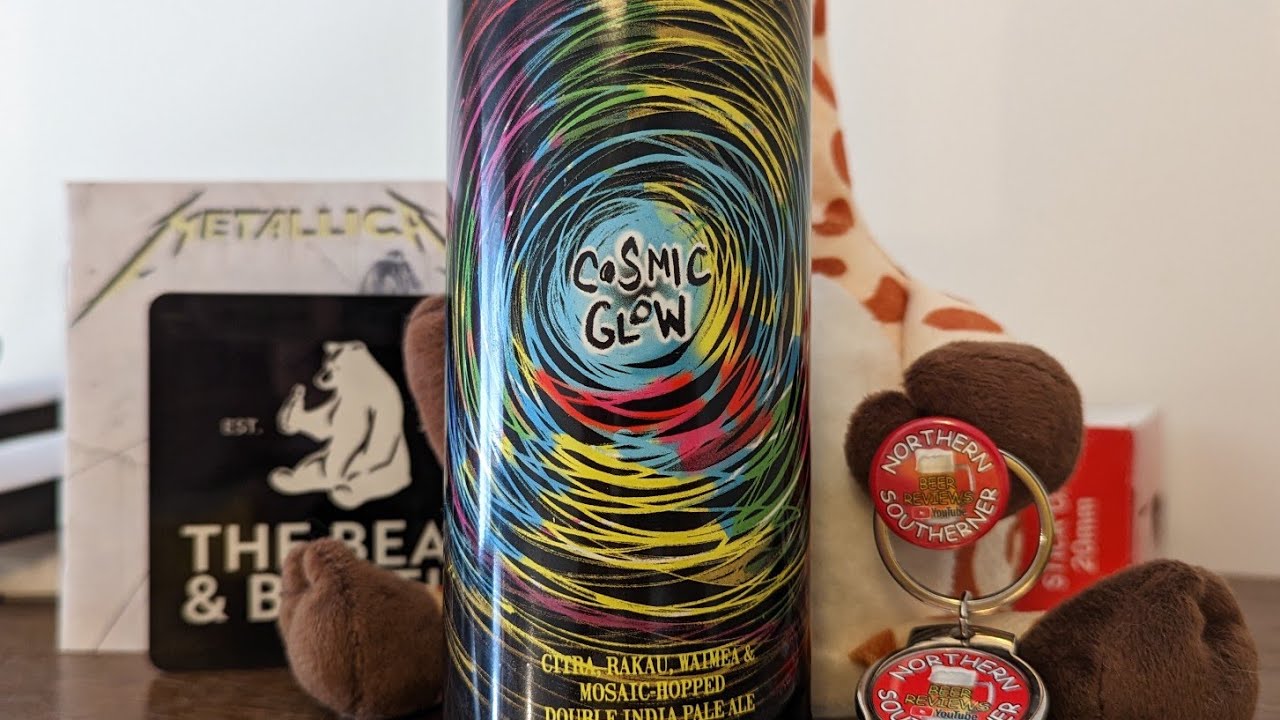 METALLICA
EST.
THE BEA
& B
COSMIC
GLOW
CITRA, RAKAU, WAIMEA &
MOSAIC-HOPPED
DOUBLE INDIA PALE ALE
NORTHERN
BEER
REVIEWS
YouTube
SOUTHERNER
20mm
NORTHERN
BEER
REVIEWS
YouTube
SOUTHERNER